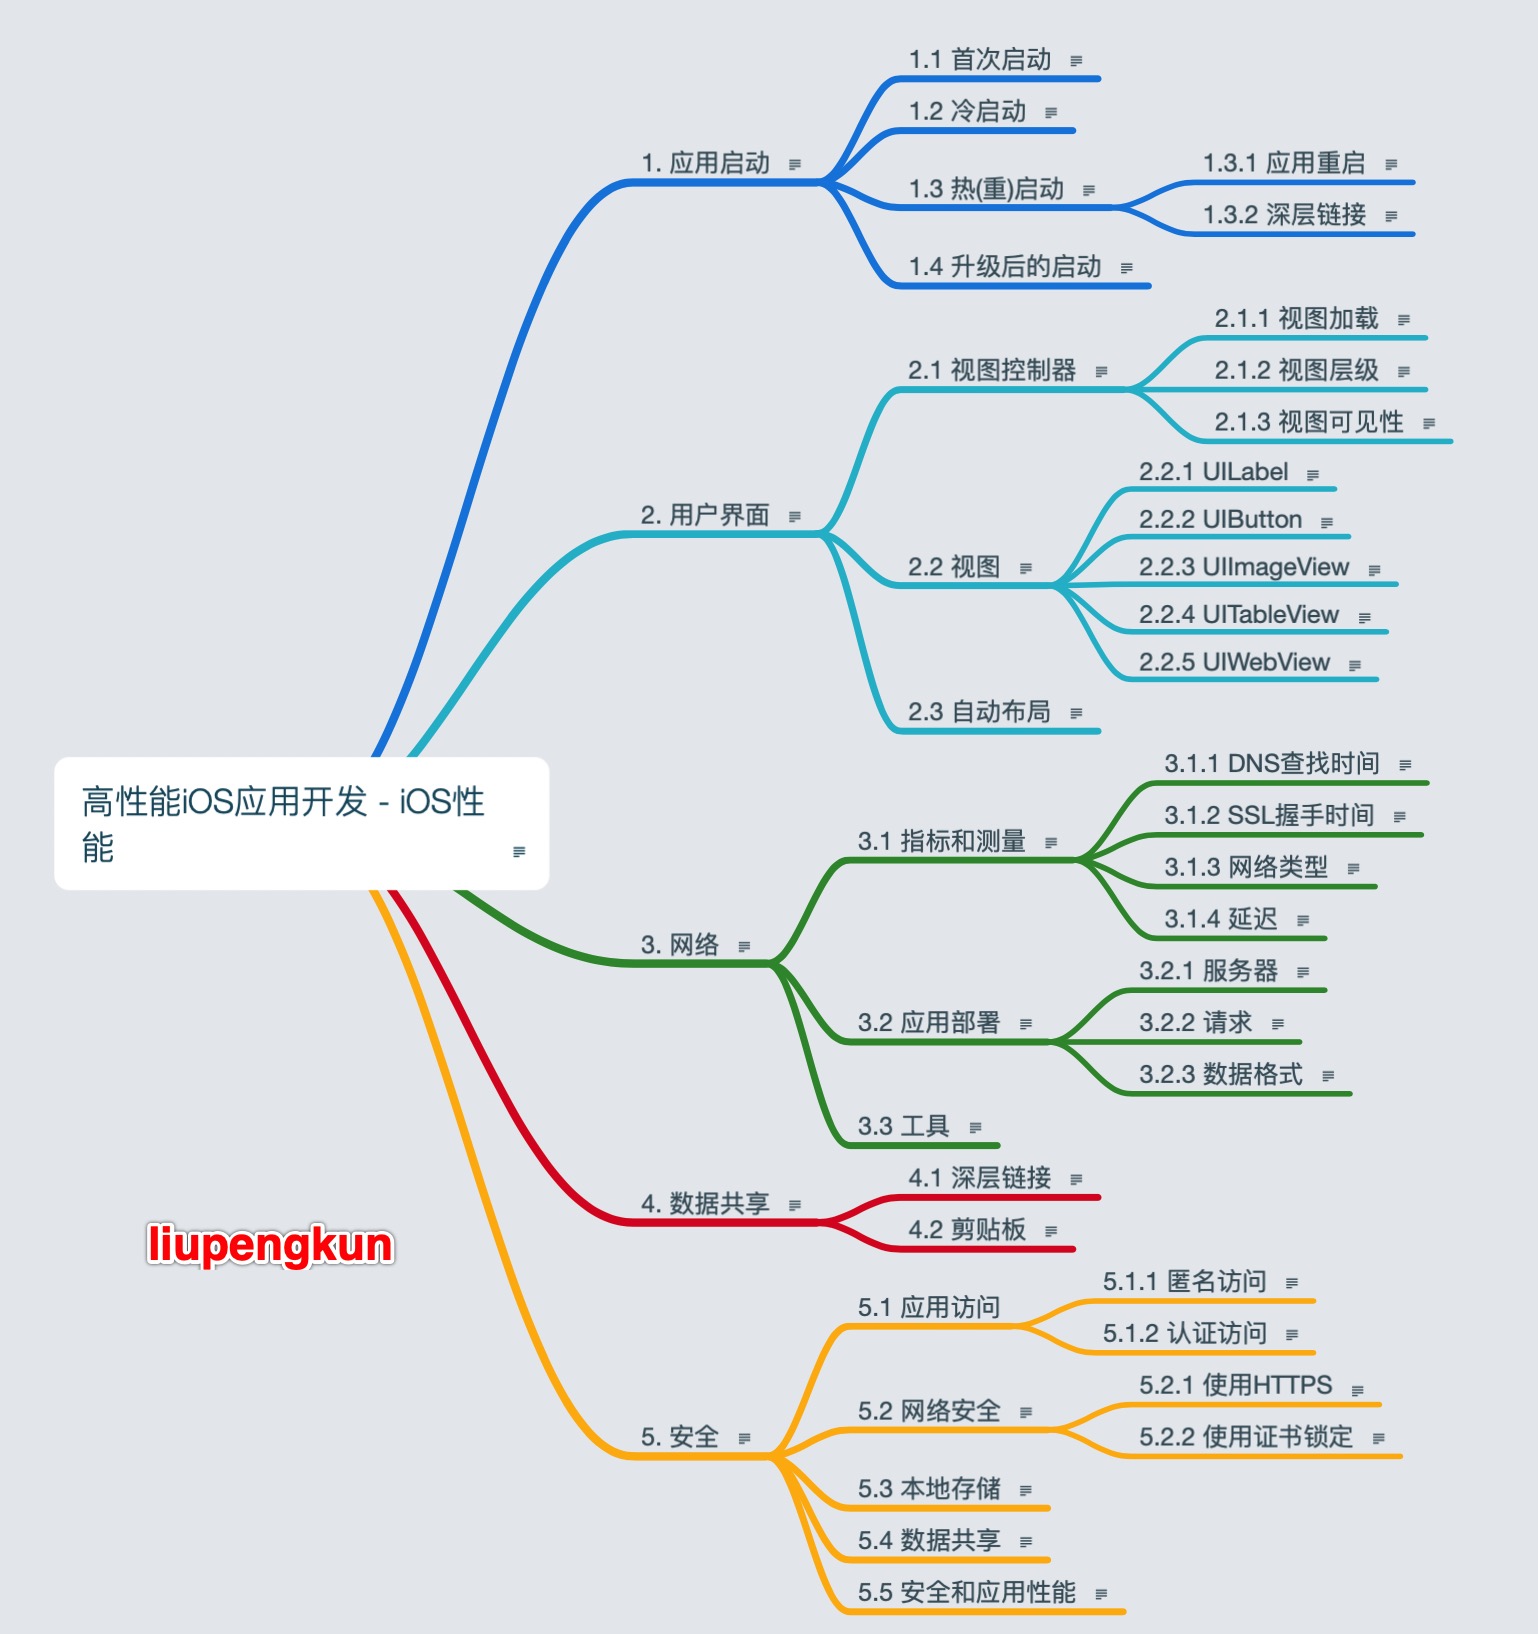 1.1 首次启动
1.2 冷启动
1. 应用启动
1.3 热(重)启动
1.3.1 应用重启
1.3.2 深层链接
1.4 升级后的启动
2.1.1 视图加载
2.1 视图控制器
2.1.2 视图层级
2.1.3 视图可见性
2.2.1 UILabel
2. 用户界面
2.2.2 UIButton
2.2 视图
2.2.3 UIImageView
2.2.4 UITableView
2.2.5 UIWebView
2.3 自动布局
高性能iOS应用开发 - iOS性
能
3.1.1 DNS查找时间
3.1.2 SSL握手时间
3.1 指标和测量
3.1.3 网络类型
3.1.4 延迟
3. 网络
3.2.1 服务器
3.2 应用部署
3.2.2 请求
3.2.3 数据格式
3.3 工具
4.1 深层链接
4. 数据共享
4.2 剪贴板
liupengkun
5.1.1 匿名访问
5.1 应用访问
5.1.2 认证访问
5.2.1 使用HTTPS
5.2 网络安全
5.2.2 使用证书锁定
5. 安全
5.3 本地存储
5.4 数据共享
5.5 安全和应用性能